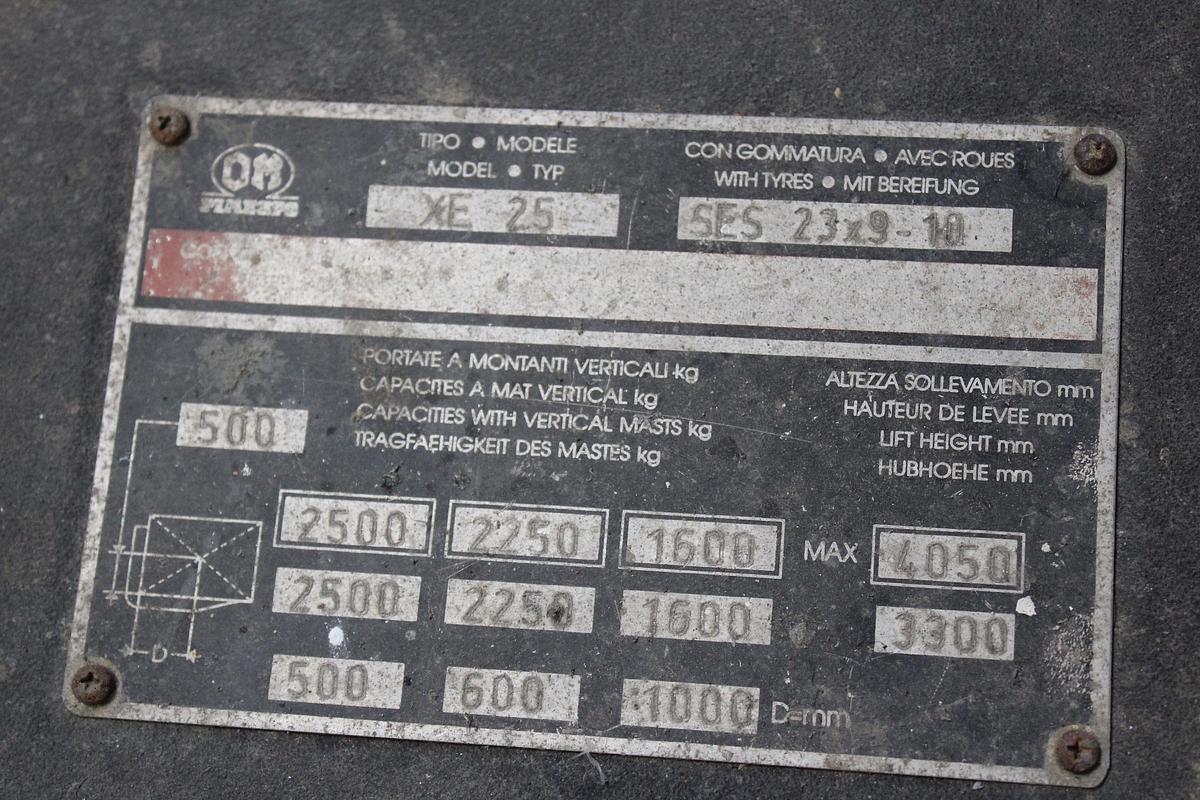 OM
TIPO • MODELE
MODEL • TYP
XE 25
CON GOMMATURA • AVEC ROUES
WITH TYRES • MIT BEREIFUNG
SES 23x9-10
PORTATE A MONTANTI VERTICALI kg
CAPACITES A MAT VERTICAL kg
CAPACITIES WITH VERTICAL MASTS kg
TRAGFAEHIGKEIT DES MASTES kg
ALTEZZA SOLLEVAMENTO mm
HAUTEUR DE LEVEE mm
LIFT HEIGHT mm
HUBHOEHE mm
500
2500 2250 1600 MAX 4050
2500 2250 1600 3300
D
500 600 1000 D=mm